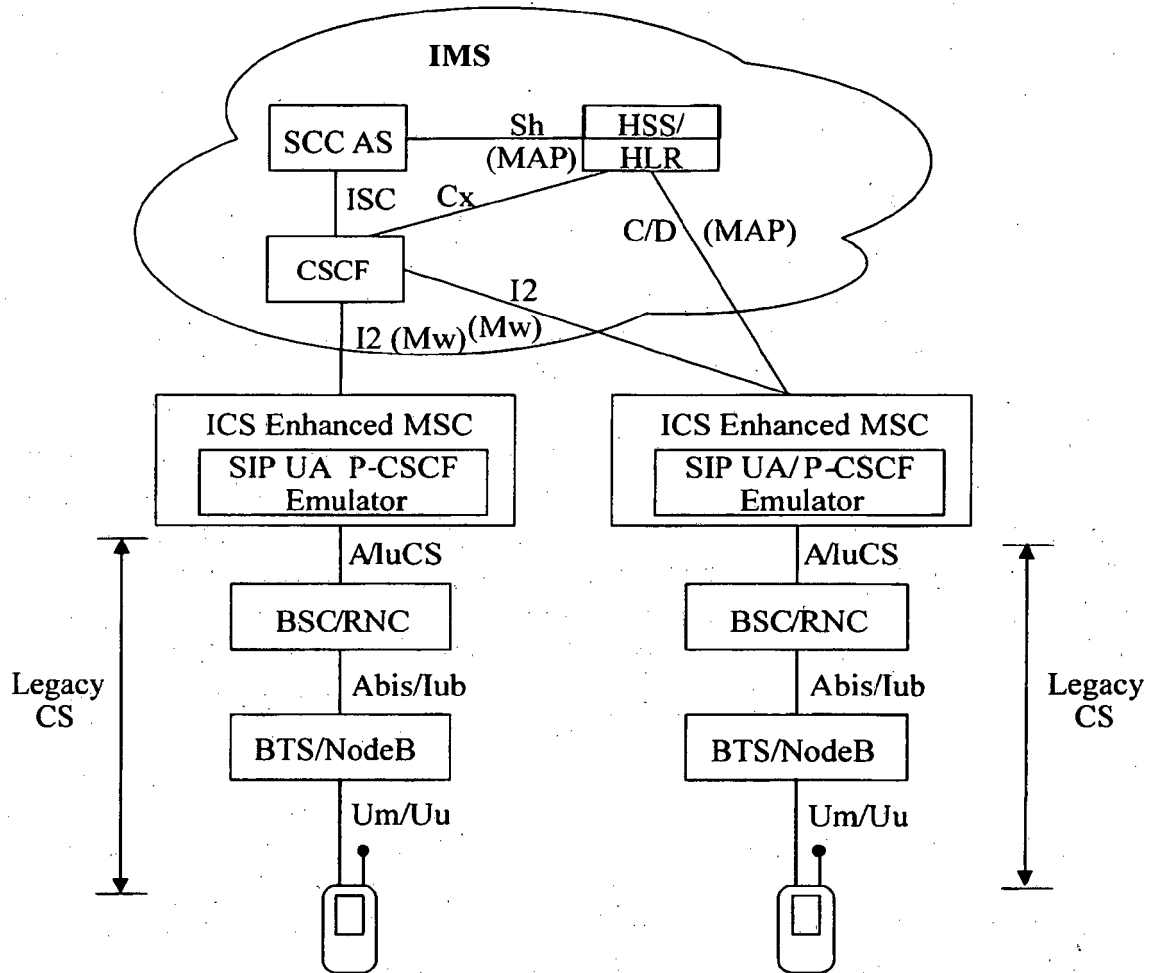 IMS
SCC AS
Sh
(MAP)
HSS/
HLR
ISC
Cx
C/D (MAP)
CSCF
I2
(Mw)
I2 (Mw)
ICS Enhanced MSC
SIP UA P-CSCF
Emulator
ICS Enhanced MSC
SIP UA/ P-CSCF
Emulator
A/IuCS
A/IuCS
BSC/RNC
BSC/RNC
Legacy
CS
Abis/Iub
Abis/Iub
Legacy
CS
BTS/NodeB
BTS/NodeB
Um/Uu
Um/Uu